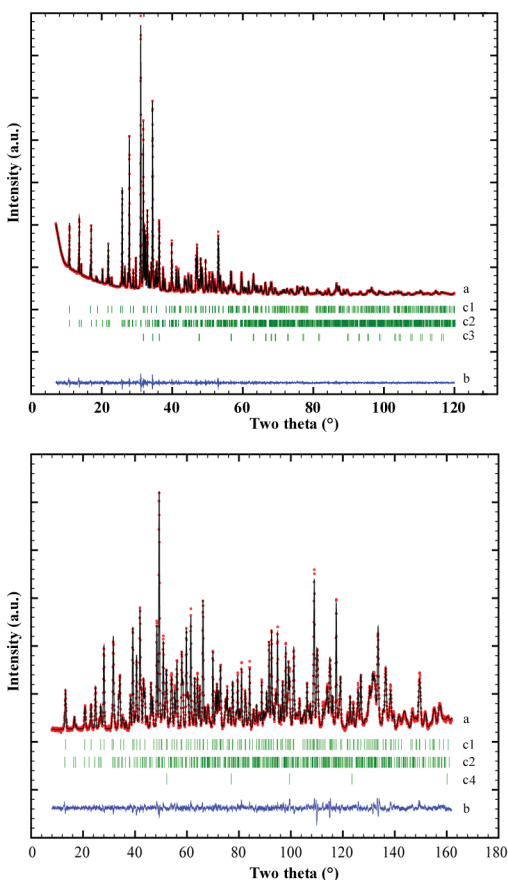 Intensity (a.u.)
a
c1
c2
c3
b
0 20 40 60 80 100 120
Two theta (°)
Intensity (a.u.)
a
c1
c2
c4
b
0 20 40 60 80 100 120 140 160 180
Two theta (°)